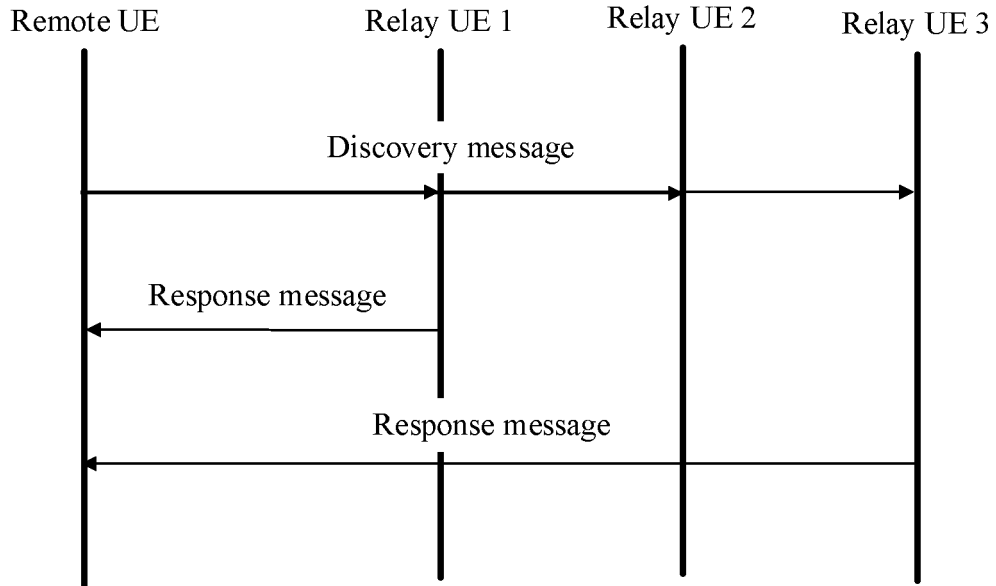 Remote UE
Relay UE 1
Relay UE 2
Relay UE 3
Discovery message
Response message
Response message